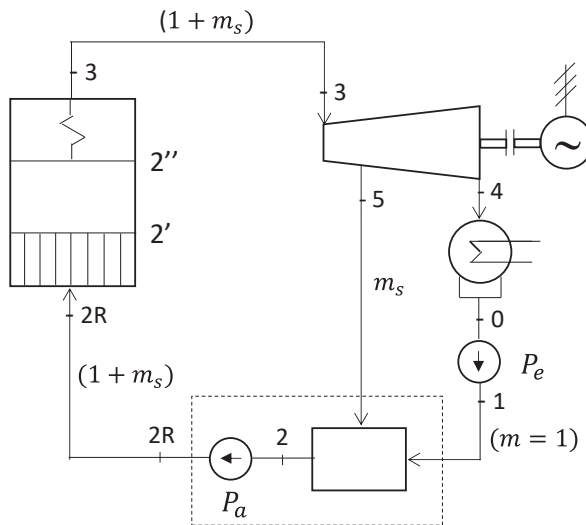 (1 + m_s)
3
3
2''
5
4
2'
m_s
0
2R
P_e
(1 + m_s)
1
2R
2
(m = 1)
P_a
~